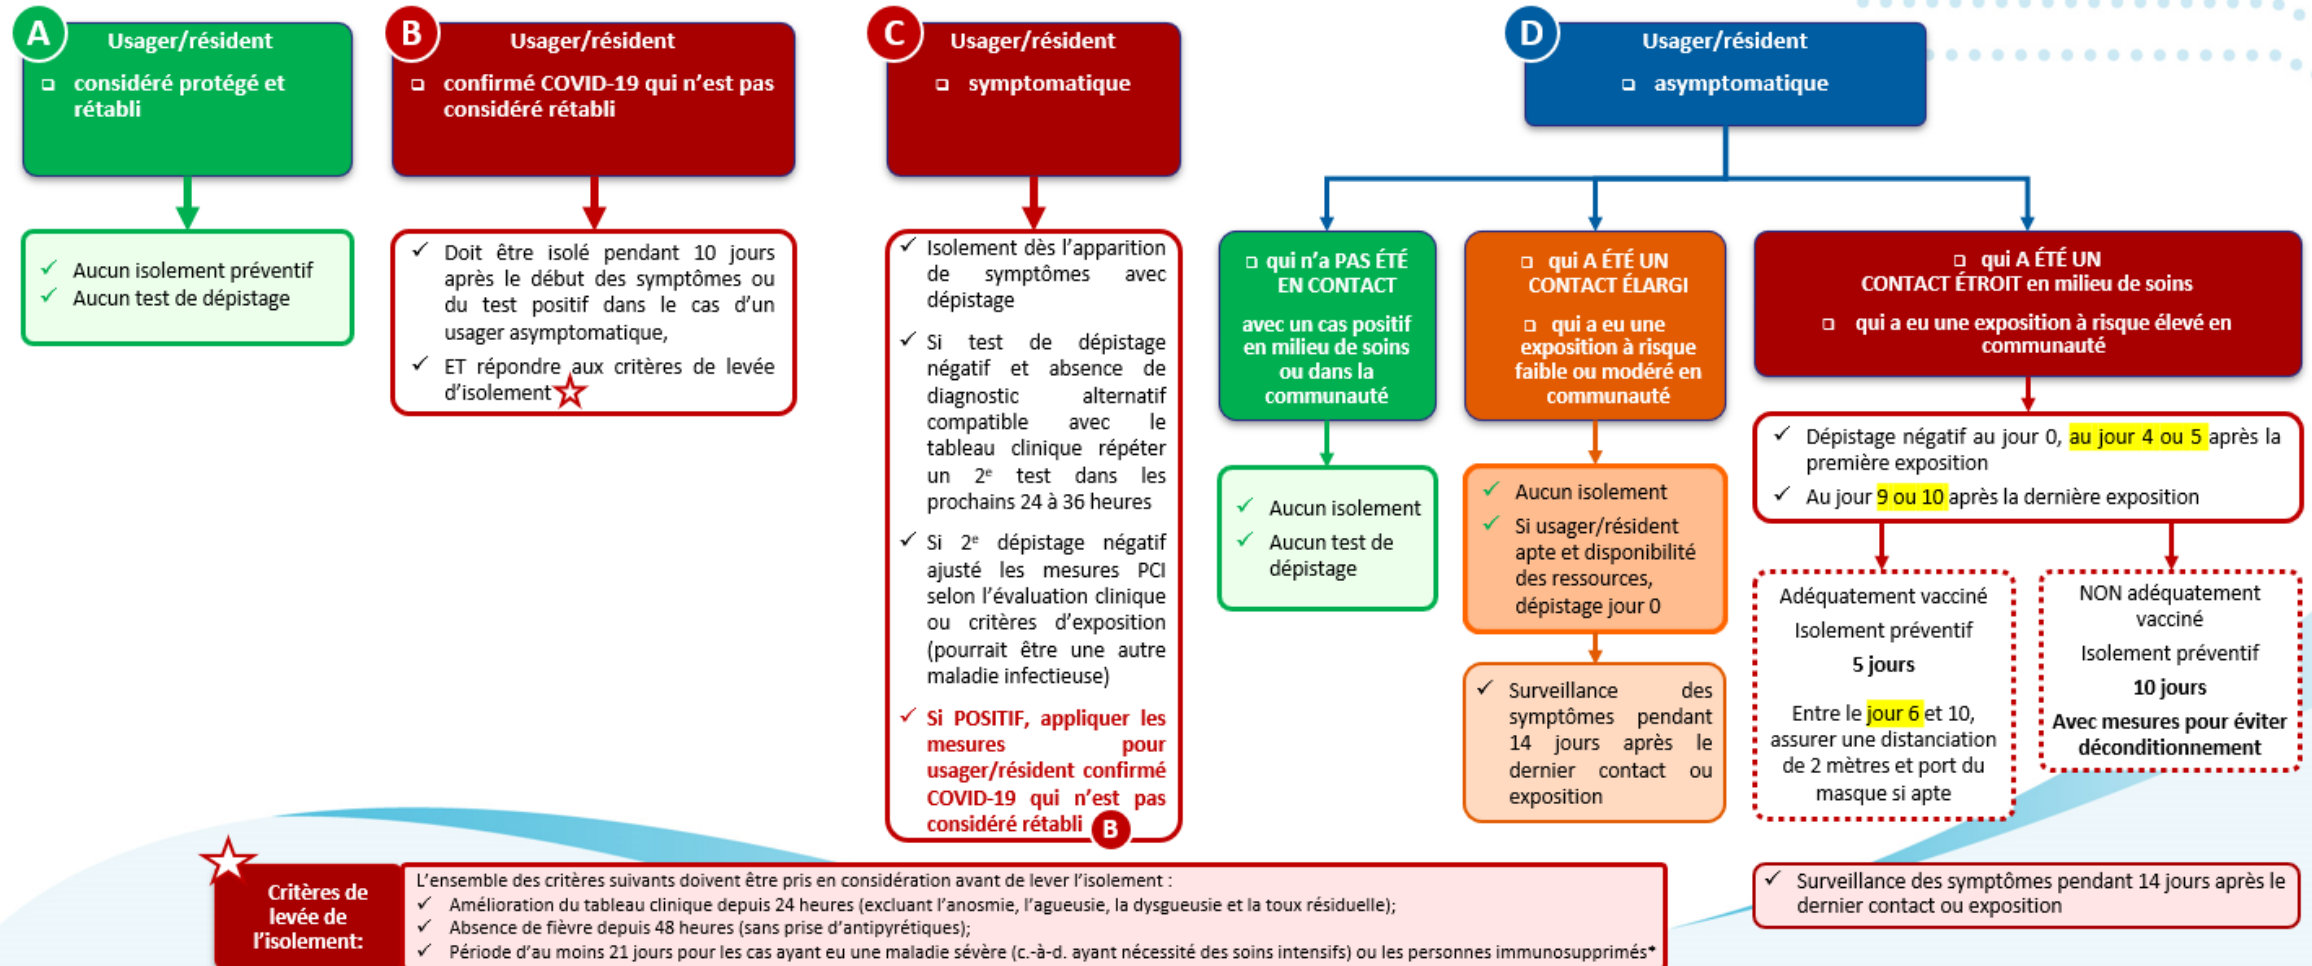 A
Usager/résident
❑ considéré protégé et
rétabli
✓ Aucun isolement préventif
✓ Aucun test de dépistage
B
Usager/résident
❑ confirmé COVID-19 qui n'est pas
considéré rétabli
✓ Doit être isolé pendant 10 jours
après le début des symptômes ou
du test positif dans le cas d'un
usager asymptomatique,
✓ ET répondre aux critères de levée
d'isolement
C
Usager/résident
❑ symptomatique
✓ Isolement dès l'apparition
de symptômes avec
dépistage
✓ Si test de dépistage
négatif et absence de
diagnostic alternatif
compatible avec le
tableau clinique répéter
un 2e test dans les
prochains 24 à 36 heures
✓ Si 2e dépistage négatif
ajusté les mesures PCI
selon l'évaluation clinique
ou critères d'exposition
(pourrait être une autre
maladie infectieuse)
✓ Si POSITIF, appliquer les
mesures pour
usager/résident confirmé
COVID-19 qui n'est pas
considéré rétabli B
D
Usager/résident
❑ asymptomatique
❑ qui n'a PAS ÉTÉ
EN CONTACT
avec un cas positif
en milieu de soins
ou dans la
communauté
✓ Aucun isolement
✓ Aucun test de
dépistage
❑ qui A ÉTÉ UN
CONTACT ÉLARGI
❑ qui a eu une
exposition à risque
faible ou modéré en
communauté
✓ Aucun isolement
✓ Si usager/résident
apte et disponibilité
des ressources,
dépistage jour 0
✓ Surveillance des
symptômes pendant
14 jours après le
dernier contact ou
exposition
❑ qui A ÉTÉ UN
CONTACT ÉTROIT en milieu de soins
❑ qui a eu une exposition à risque élevé en
communauté
✓ Dépistage négatif au jour 0, au jour 4 ou 5 après la
première exposition
✓ Au jour 9 ou 10 après la dernière exposition
Adéquatement vacciné
Isolement préventif
5 jours
Entre le jour 6 et 10,
assurer une distanciation
de 2 mètres et port du
masque si apte
NON adéquatement
vacciné
Isolement préventif
10 jours
Avec mesures pour éviter
déconditionnement
✓ Surveillance des symptômes pendant 14 jours après le
dernier contact ou exposition
Critères de
levée de
l'isolement:
L'ensemble des critères suivants doivent être pris en considération avant de lever l'isolement :
✓ Amélioration du tableau clinique depuis 24 heures (excluant l'anosmie, l'agueusie, la dysgueusie et la toux résiduelle);
✓ Absence de fièvre depuis 48 heures (sans prise d'antipyrétiques);
✓ Période d'au moins 21 jours pour les cas ayant eu une maladie sévère (c.-à-d. ayant nécessité des soins intensifs) ou les personnes immunosupprimés*